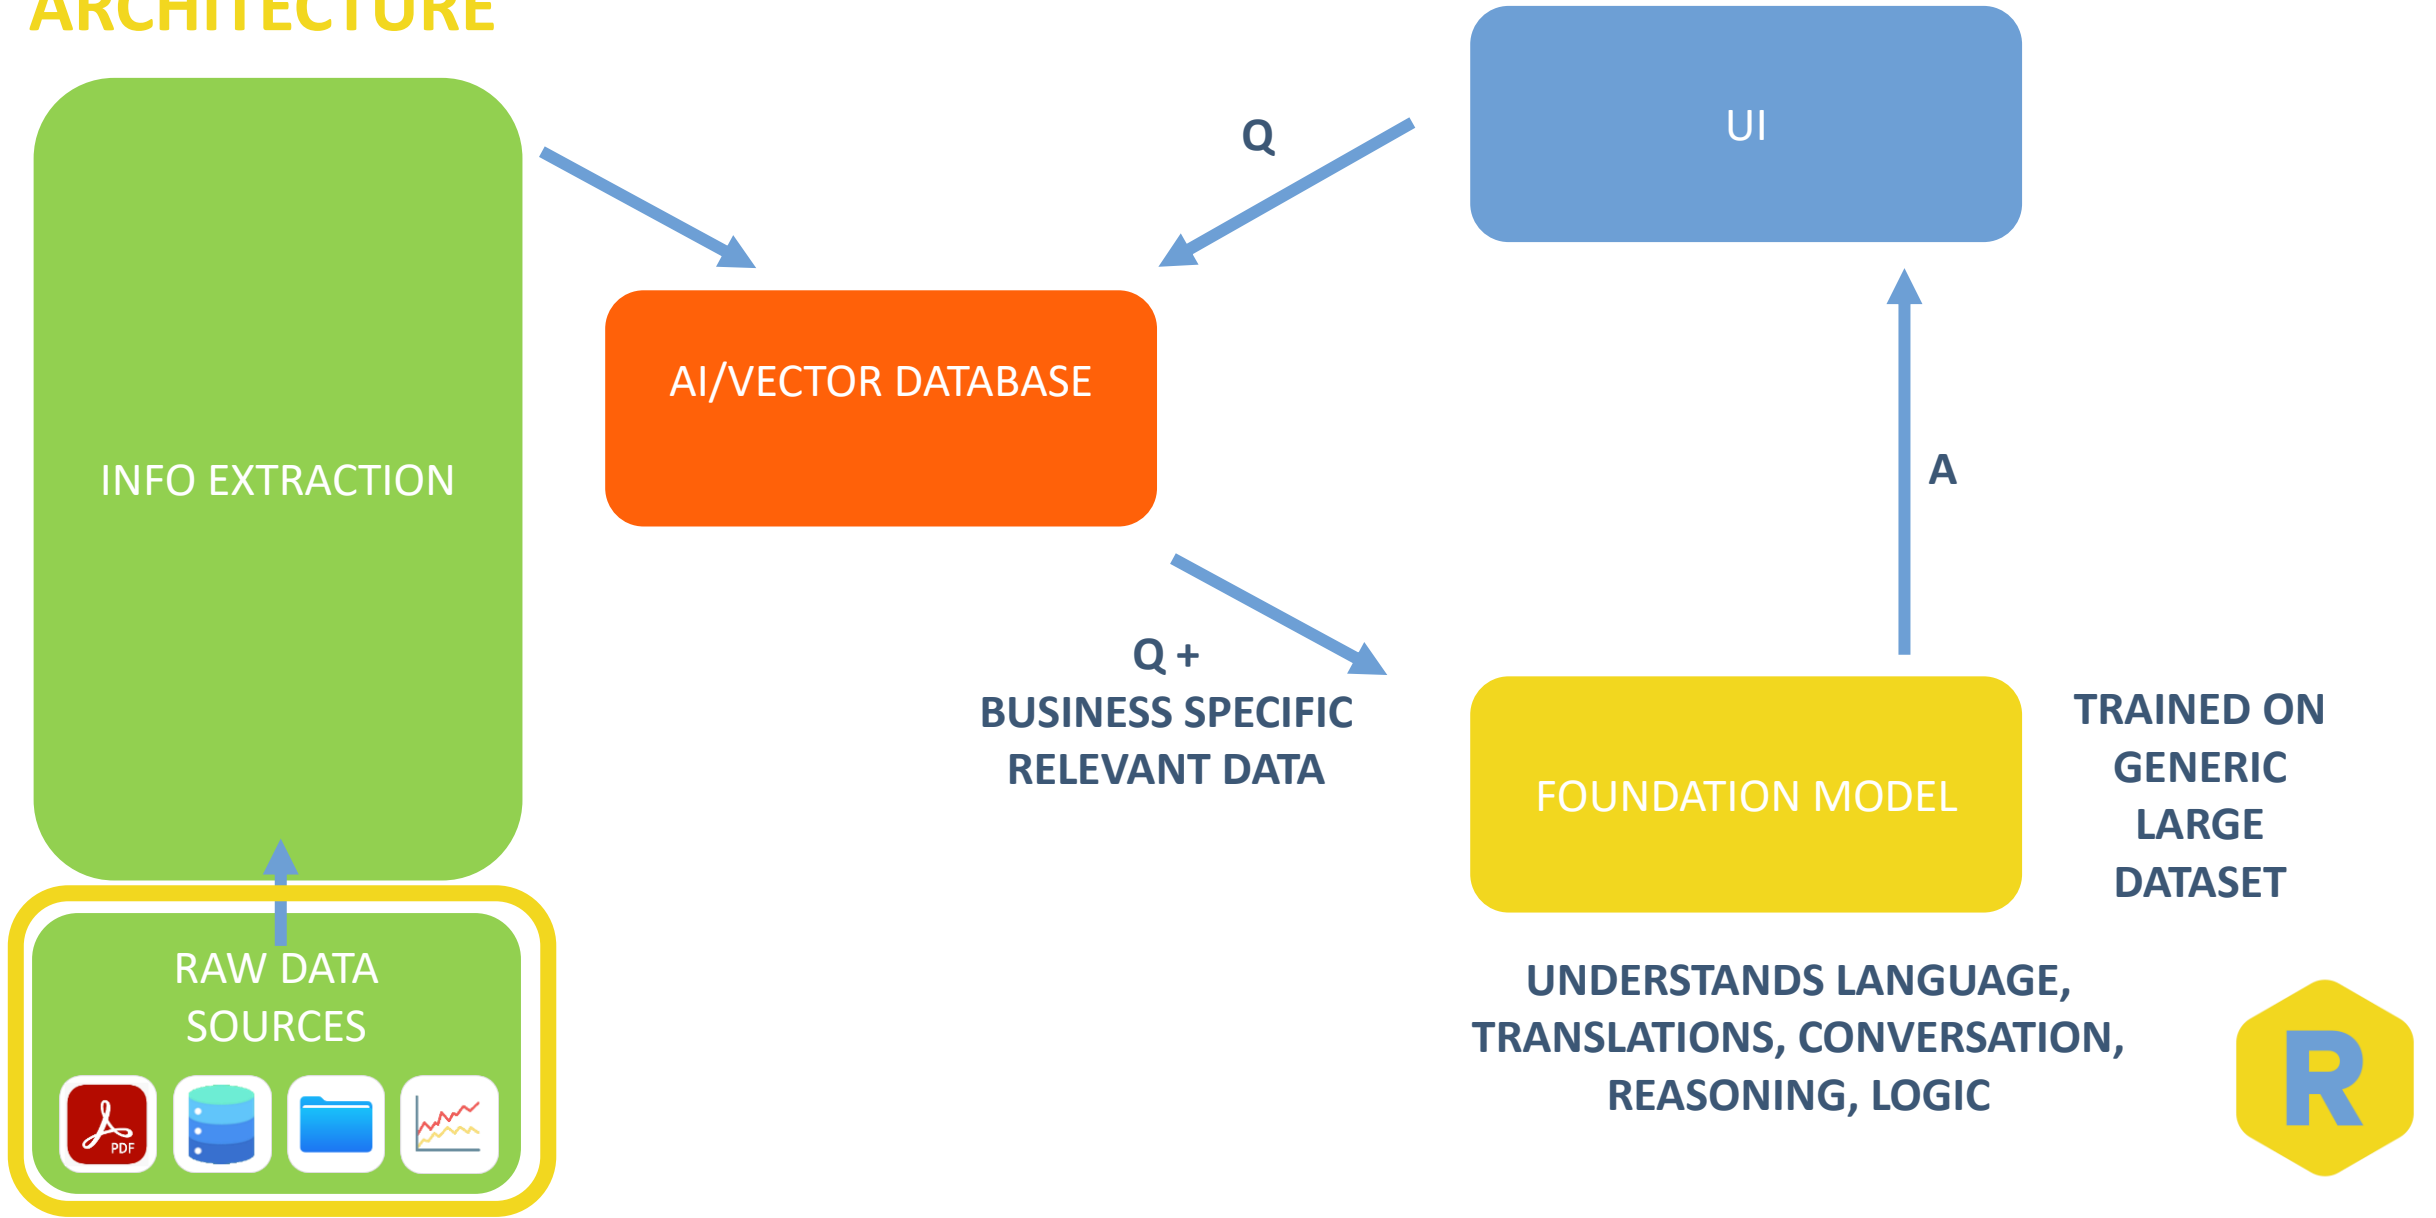 ARCHITECTURE
UI
Q
AI/VECTOR DATABASE
INFO EXTRACTION
A
Q +
BUSINESS SPECIFIC
RELEVANT DATA
FOUNDATION MODEL
TRAINED ON
GENERIC
LARGE
DATASET
UNDERSTANDS LANGUAGE,
TRANSLATIONS, CONVERSATION,
REASONING, LOGIC
RAW DATA
SOURCES
PDF
R